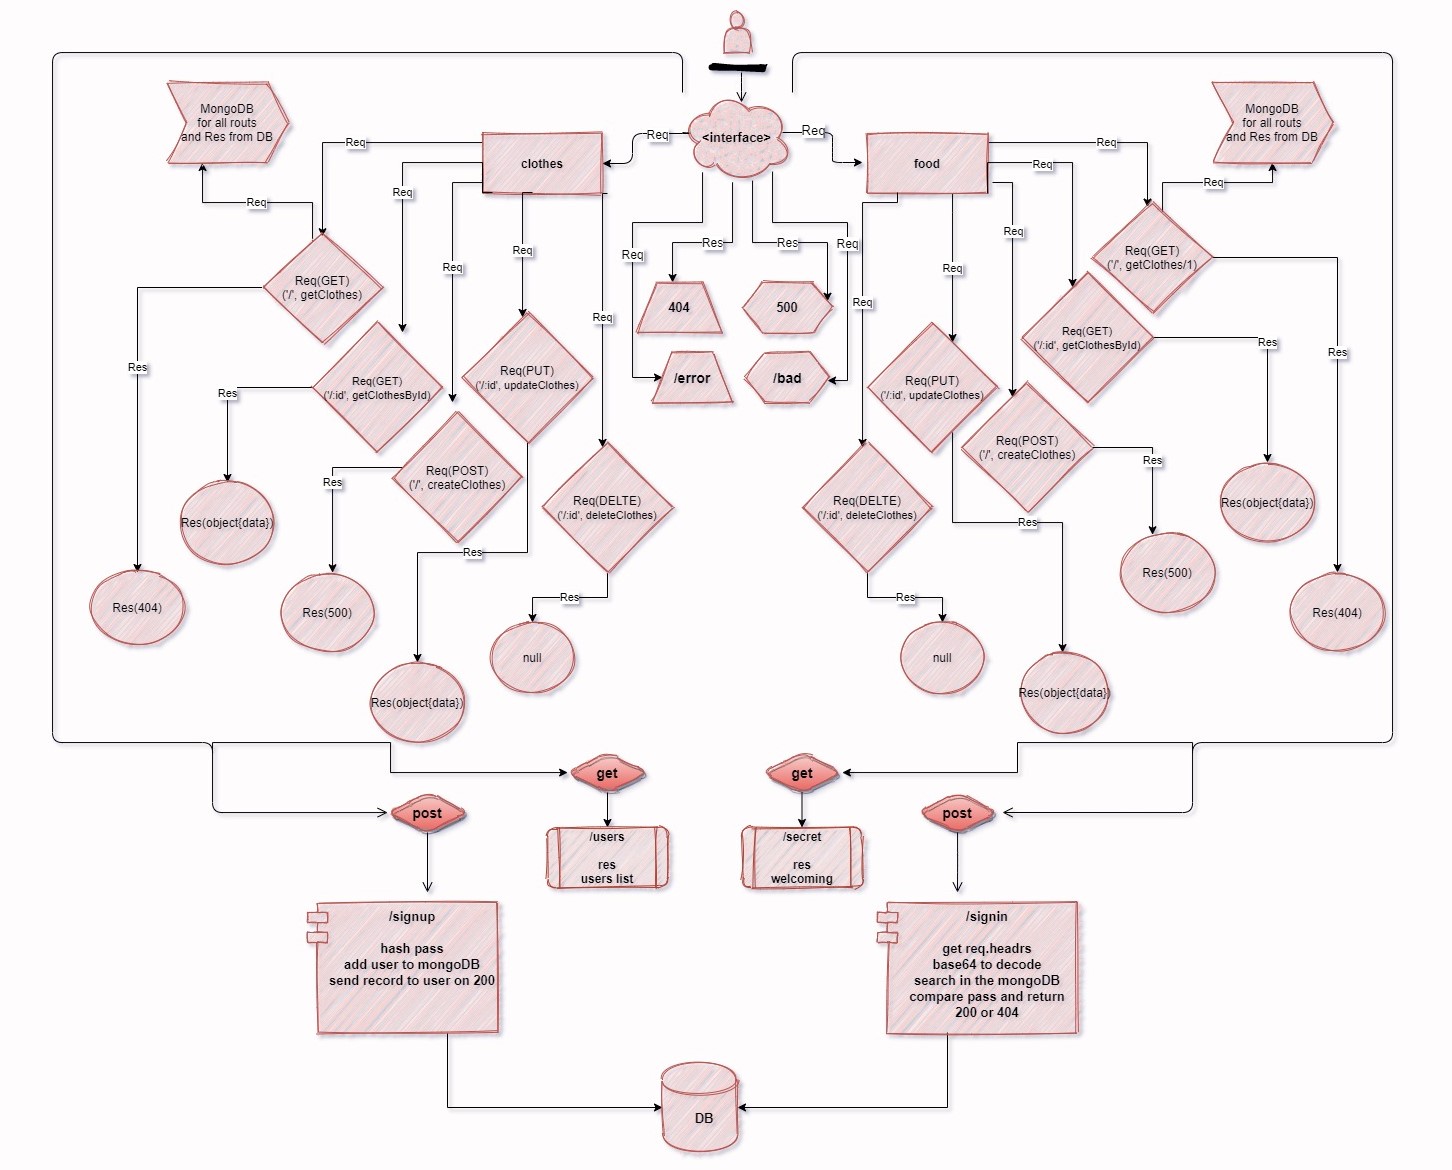 MongoDB
for all routs
and Res from DB
MongoDB
for all routs
and Res from DB
<interface>
Req
Req
Req
clothes
food
Req
Req
Req
Req
Req
Req
Req
Req
Req
Req
Req
Req
Res
Res
Req
Req
Req
Req
Req
Req
Req(GET)
('/', getClothes)
404
500
Req(GET)
('/', getClothes/1)
Req(GET)
('/:id', getClothesById)
Req(PUT)
('/:id', updateClothes)
/error
/bad
Req(PUT)
('/:id', updateClothes)
Req(GET)
('/:id', getClothesById)
Res
Res
Res
Res
Req(POST)
('/', createClothes)
Req(POST)
('/', createClothes)
Res
Res
Req(DELTE)
('/:id', deleteClothes)
Req(DELTE)
('/:id', deleteClothes)
Res(object{data})
Res(object{data})
Res
Res
Res(404)
Res(500)
Res
Res
Res(500)
Res(404)
null
null
Res(object{data})
Res(object{data})
get
get
post
post
/users
res
users list
/secret
res
welcoming
/signup
hash pass
add user to mongoDB
send record to user on 200
/signin
get req.headrs
base64 to decode
search in the mongoDB
compare pass and return
200 or 404
DB